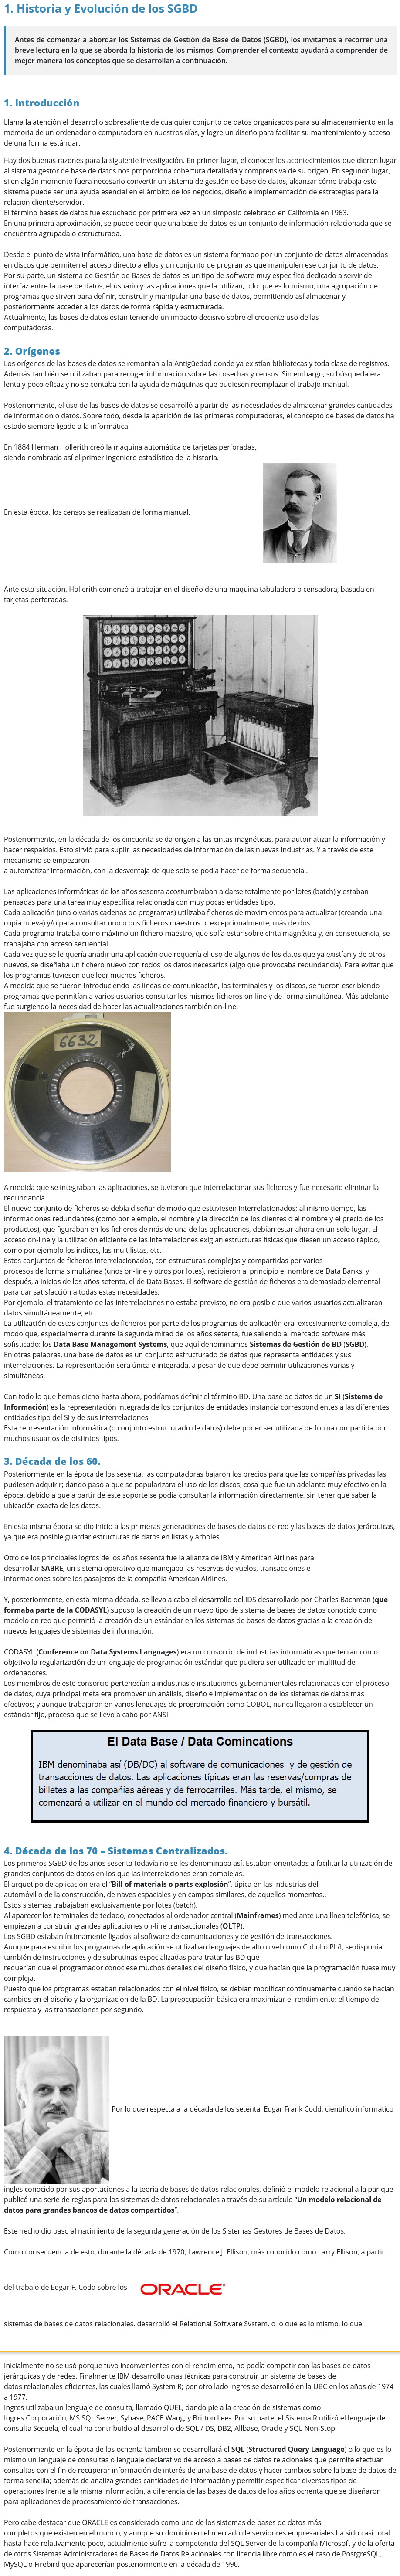 1. Historia y Evolución de los SGBD
Antes de comenzar a abordar los Sistemas de Gestión de Base de Datos (SGBD), los invitamos a recorrer una
breve lectura en la que se aborda la historia de los mismos. Comprender el contexto ayudará a comprender de
mejor manera los conceptos que se desarrollan a continuación.
1. Introducción
Llama la atención el desarrollo sobresaliente de cualquier conjunto de datos organizados para su almacenamiento en la
memoria de un ordenador o computadora en nuestros días, y logre un diseño para facilitar su mantenimiento y acceso
de una forma estándar.
Hay dos buenas razones para la siguiente investigación. En primer lugar, el conocer los acontecimientos que dieron lugar
al sistema gestor de base de datos nos proporciona cobertura detallada y comprensiva de su origen. En segundo lugar,
si en algún momento fuera necesario convertir un sistema de gestión de base de datos, alcanzar cómo trabaja este
sistema puede ser una ayuda esencial en el ámbito de los negocios, diseño e implementación de estrategias para la
relación cliente/servidor.
El término bases de datos fue escuchado por primera vez en un simposio celebrado en California en 1963.
En una primera aproximación, se puede decir que una base de datos es un conjunto de información relacionada que se
encuentra agrupada o estructurada.
Desde el punto de vista informático, una base de datos es un sistema formado por un conjunto de datos almacenados
en discos que permiten el acceso directo a ellos y un conjunto de programas que manipulen ese conjunto de datos.
Por su parte, un sistema de Gestión de Bases de datos es un tipo de software muy especifico dedicado a servir de
interfaz entre la base de datos, el usuario y las aplicaciones que la utilizan; o lo que es lo mismo, una agrupación de
programas que sirven para definir, construir y manipular una base de datos, permitiendo así almacenar y
posteriormente acceder a los datos de forma rápida y estructurada.
Actualmente, las bases de datos están teniendo un impacto decisivo sobre el creciente uso de las
computadoras.
2. Orígenes
Los orígenes de las bases de datos se remontan a la Antigüedad donde ya existían bibliotecas y toda clase de registros.
Además también se utilizaban para recoger información sobre las cosechas y censos. Sin embargo, su búsqueda era
lenta y poco eficaz y no se contaba con la ayuda de máquinas que pudiesen reemplazar el trabajo manual.
Posteriormente, el uso de las bases de datos se desarrolló a partir de las necesidades de almacenar grandes cantidades
de información o datos. Sobre todo, desde la aparición de las primeras computadoras, el concepto de bases de datos ha
estado siempre ligado a la informática.
En 1884 Herman Hollerith creó la máquina automática de tarjetas perforadas,
siendo nombrado así el primer ingeniero estadístico de la historia.
En esta época, los censos se realizaban de forma manual.
Ante esta situación, Hollerith comenzó a trabajar en el diseño de una maquina tabuladora o censadora, basada en
tarjetas perforadas.
Posteriormente, en la década de los cincuenta se da origen a las cintas magnéticas, para automatizar la información y
hacer respaldos. Esto sirvió para suplir las necesidades de información de las nuevas industrias. Y a través de este
mecanismo se empezaron
a automatizar información, con la desventaja de que solo se podía hacer de forma secuencial.
Las aplicaciones informáticas de los años sesenta acostumbraban a darse totalmente por lotes (batch) y estaban
pensadas para una tarea muy específica relacionada con muy pocas entidades tipo.
Cada aplicación (una o varias cadenas de programas) utilizaba ficheros de movimientos para actualizar (creando una
copia nueva) y/o para consultar uno o dos ficheros maestros o, excepcionalmente, más de dos.
Cada programa trataba como máximo un fichero maestro, que solía estar sobre cinta magnética y, en consecuencia, se
trabajaba con acceso secuencial.
Cada vez que se le quería añadir una aplicación que requería el uso de algunos de los datos que ya existían y de otros
nuevos, se diseñaba un fichero nuevo con todos los datos necesarios (algo que provocaba redundancia). Para evitar que
los programas tuviesen que leer muchos ficheros.
A medida que se fueron introduciendo las líneas de comunicación, los terminales y los discos, se fueron escribiendo
programas que permitían a varios usuarios consultar los mismos ficheros on-line y de forma simultánea. Más adelante
fue surgiendo la necesidad de hacer las actualizaciones también on-line.
6632
A medida que se integraban las aplicaciones, se tuvieron que interrelacionar sus ficheros y fue necesario eliminar la
redundancia.
El nuevo conjunto de ficheros se debía diseñar de modo que estuviesen interrelacionados; al mismo tiempo, las
informaciones redundantes (como por ejemplo, el nombre y la dirección de los clientes o el nombre y el precio de los
productos), que figuraban en los ficheros de más de una de las aplicaciones, debían estar ahora en un solo lugar. El
acceso on-line y la utilización eficiente de las interrelaciones exigían estructuras físicas que diesen un acceso rápido,
como por ejemplo los índices, las multilistas, etc.
Estos conjuntos de ficheros interrelacionados, con estructuras complejas y compartidas por varios
procesos de forma simultánea (unos on-line y otros por lotes), recibieron al principio el nombre de Data Banks, y
después, a inicios de los años setenta, el de Data Bases. El software de gestión de ficheros era demasiado elemental
para dar satisfacción a todas estas necesidades.
Por ejemplo, el tratamiento de las interrelaciones no estaba previsto, no era posible que varios usuarios actualizaran
datos simultáneamente, etc.
La utilización de estos conjuntos de ficheros por parte de los programas de aplicación era  excesivamente compleja, de
modo que, especialmente durante la segunda mitad de los años setenta, fue saliendo al mercado software más
sofisticado: los Data Base Management Systems, que aquí denominamos Sistemas de Gestión de BD (SGBD).
En otras palabras, una base de datos es un conjunto estructurado de datos que representa entidades y sus
interrelaciones. La representación será única e integrada, a pesar de que debe permitir utilizaciones varias y
simultáneas.
Con todo lo que hemos dicho hasta ahora, podríamos definir el término BD. Una base de datos de un SI (Sistema de
Información) es la representación integrada de los conjuntos de entidades instancia correspondientes a las diferentes
entidades tipo del SI y de sus interrelaciones.
Esta representación informática (o conjunto estructurado de datos) debe poder ser utilizada de forma compartida por
muchos usuarios de distintos tipos.
3. Década de los 60.
Posteriormente en la época de los sesenta, las computadoras bajaron los precios para que las compañías privadas las
pudiesen adquirir; dando paso a que se popularizara el uso de los discos, cosa que fue un adelanto muy efectivo en la
época, debido a que a partir de este soporte se podía consultar la información directamente, sin tener que saber la
ubicación exacta de los datos.
En esta misma época se dio inicio a las primeras generaciones de bases de datos de red y las bases de datos jerárquicas,
ya que era posible guardar estructuras de datos en listas y arboles.
Otro de los principales logros de los años sesenta fue la alianza de IBM y American Airlines para
desarrollar SABRE, un sistema operativo que manejaba las reservas de vuelos, transacciones e
informaciones sobre los pasajeros de la compañía American Airlines.
Y, posteriormente, en esta misma década, se llevo a cabo el desarrollo del IDS desarrollado por Charles Bachman (que
formaba parte de la CODASYL) supuso la creación de un nuevo tipo de sistema de bases de datos conocido como
modelo en red que permitió la creación de un estándar en los sistemas de bases de datos gracias a la creación de
nuevos lenguajes de sistemas de información.
CODASYL (Conference on Data Systems Languages) era un consorcio de industrias informáticas que tenían como
objetivo la regularización de un lenguaje de programación estándar que pudiera ser utilizado en multitud de
ordenadores.
Los miembros de este consorcio pertenecían a industrias e instituciones gubernamentales relacionadas con el proceso
de datos, cuya principal meta era promover un análisis, diseño e implementación de los sistemas de datos más
efectivos; y aunque trabajaron en varios lenguajes de programación como COBOL, nunca llegaron a establecer un
estándar fijo, proceso que se llevo a cabo por ANSI.
El Data Base / Data Comincations
IBM denominaba así (DB/DC) al software de comunicaciones  y de gestión de
transacciones de datos. Las aplicaciones típicas eran las reservas/compras de
billetes a las compañías aéreas y de ferrocarriles. Más tarde, el mismo, se
comenzará a utilizar en el mundo del mercado financiero y bursátil.
4. Década de los 70 – Sistemas Centralizados.
Los primeros SGBD de los años sesenta todavía no se les denominaba así. Estaban orientados a facilitar la utilización de
grandes conjuntos de datos en los que las interrelaciones eran complejas.
El arquetipo de aplicación era el “Bill of materials o parts explosión”, típica en las industrias del
automóvil o de la construcción, de naves espaciales y en campos similares, de aquellos momentos..
Estos sistemas trabajaban exclusivamente por lotes (batch).
Al aparecer los terminales de teclado, conectados al ordenador central (Mainframes) mediante una línea telefónica, se
empiezan a construir grandes aplicaciones on-line transaccionales (OLTP).
Los SGBD estaban íntimamente ligados al software de comunicaciones y de gestión de transacciones.
Aunque para escribir los programas de aplicación se utilizaban lenguajes de alto nivel como Cobol o PL/I, se disponía
también de instrucciones y de subrutinas especializadas para tratar las BD que
requerían que el programador conociese muchos detalles del diseño físico, y que hacían que la programación fuese muy
compleja.
Puesto que los programas estaban relacionados con el nivel físico, se debían modificar continuamente cuando se hacían
cambios en el diseño y la organización de la BD. La preocupación básica era maximizar el rendimiento: el tiempo de
respuesta y las transacciones por segundo.
Por lo que respecta a la década de los setenta, Edgar Frank Codd, científico informático
ingles conocido por sus aportaciones a la teoría de bases de datos relacionales, definió el modelo relacional a la par que
publicó una serie de reglas para los sistemas de datos relacionales a través de su artículo “Un modelo relacional de
datos para grandes bancos de datos compartidos”.
Este hecho dio paso al nacimiento de la segunda generación de los Sistemas Gestores de Bases de Datos.
Como consecuencia de esto, durante la década de 1970, Lawrence J. Ellison, más conocido como Larry Ellison, a partir
del trabajo de Edgar F. Codd sobre los ORACLE
sistemas de bases de datos relacionales, desarrolló el Relational Software System, o lo que es lo mismo, lo que
Inicialmente no se usó porque tuvo inconvenientes con el rendimiento, no podía competir con las bases de datos
jerárquicas y de redes. Finalmente IBM desarrolló unas técnicas para construir un sistema de bases de
datos relacionales eficientes, las cuales llamó System R; por otro lado Ingres se desarrolló en la UBC en los años de 1974
a 1977.
Ingres utilizaba un lenguaje de consulta, llamado QUEL, dando pie a la creación de sistemas como
Ingres Corporación, MS SQL Server, Sybase, PACE Wang, y Britton Lee-. Por su parte, el Sistema R utilizó el lenguaje de
consulta Secuela, el cual ha contribuido al desarrollo de SQL / DS, DB2, Allbase, Oracle y SQL Non-Stop.
Posteriormente en la época de los ochenta también se desarrollará el SQL (Structured Query Language) o lo que es lo
mismo un lenguaje de consultas o lenguaje declarativo de acceso a bases de datos relacionales que permite efectuar
consultas con el fin de recuperar información de interés de una base de datos y hacer cambios sobre la base de datos de
forma sencilla; además de analiza grandes cantidades de información y permitir especificar diversos tipos de
operaciones frente a la misma información, a diferencia de las bases de datos de los años ochenta que se diseñaron
para aplicaciones de procesamiento de transacciones.
Pero cabe destacar que ORACLE es considerado como uno de los sistemas de bases de datos más
completos que existen en el mundo, y aunque su dominio en el mercado de servidores empresariales ha sido casi total
hasta hace relativamente poco, actualmente sufre la competencia del SQL Server de la compañía Microsoft y de la oferta
de otros Sistemas Administradores de Bases de Datos Relacionales con licencia libre como es el caso de PostgreSQL,
MySQL o Firebird que aparecerían posteriormente en la década de 1990.